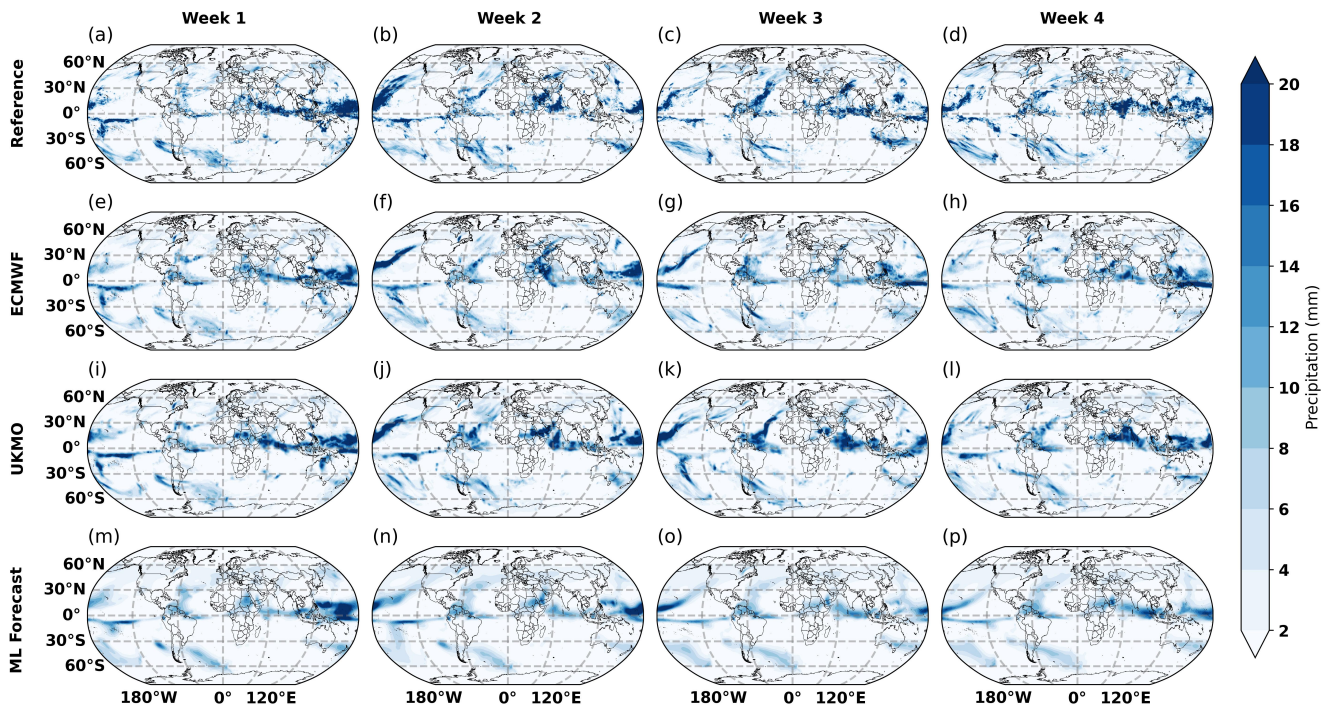 Week 1 Week 2 Week 3 Week 4
(a) (b) (c) (d)
Reference
60°N
30°N
0°
30°S
60°S
(e) (f) (g) (h)
ECMWF
60°N
30°N
0°
30°S
60°S
(i) (j) (k) (l)
UKMO
60°N
30°N
0°
30°S
60°S
(m) (n) (o) (p)
ML Forecast
60°N
30°N
0°
30°S
60°S
180°W 0° 120°E 180°W 0° 120°E 180°W 0° 120°E 180°W 0° 120°E
20
18
16
14
12
10
8
6
4
2
Precipitation (mm)